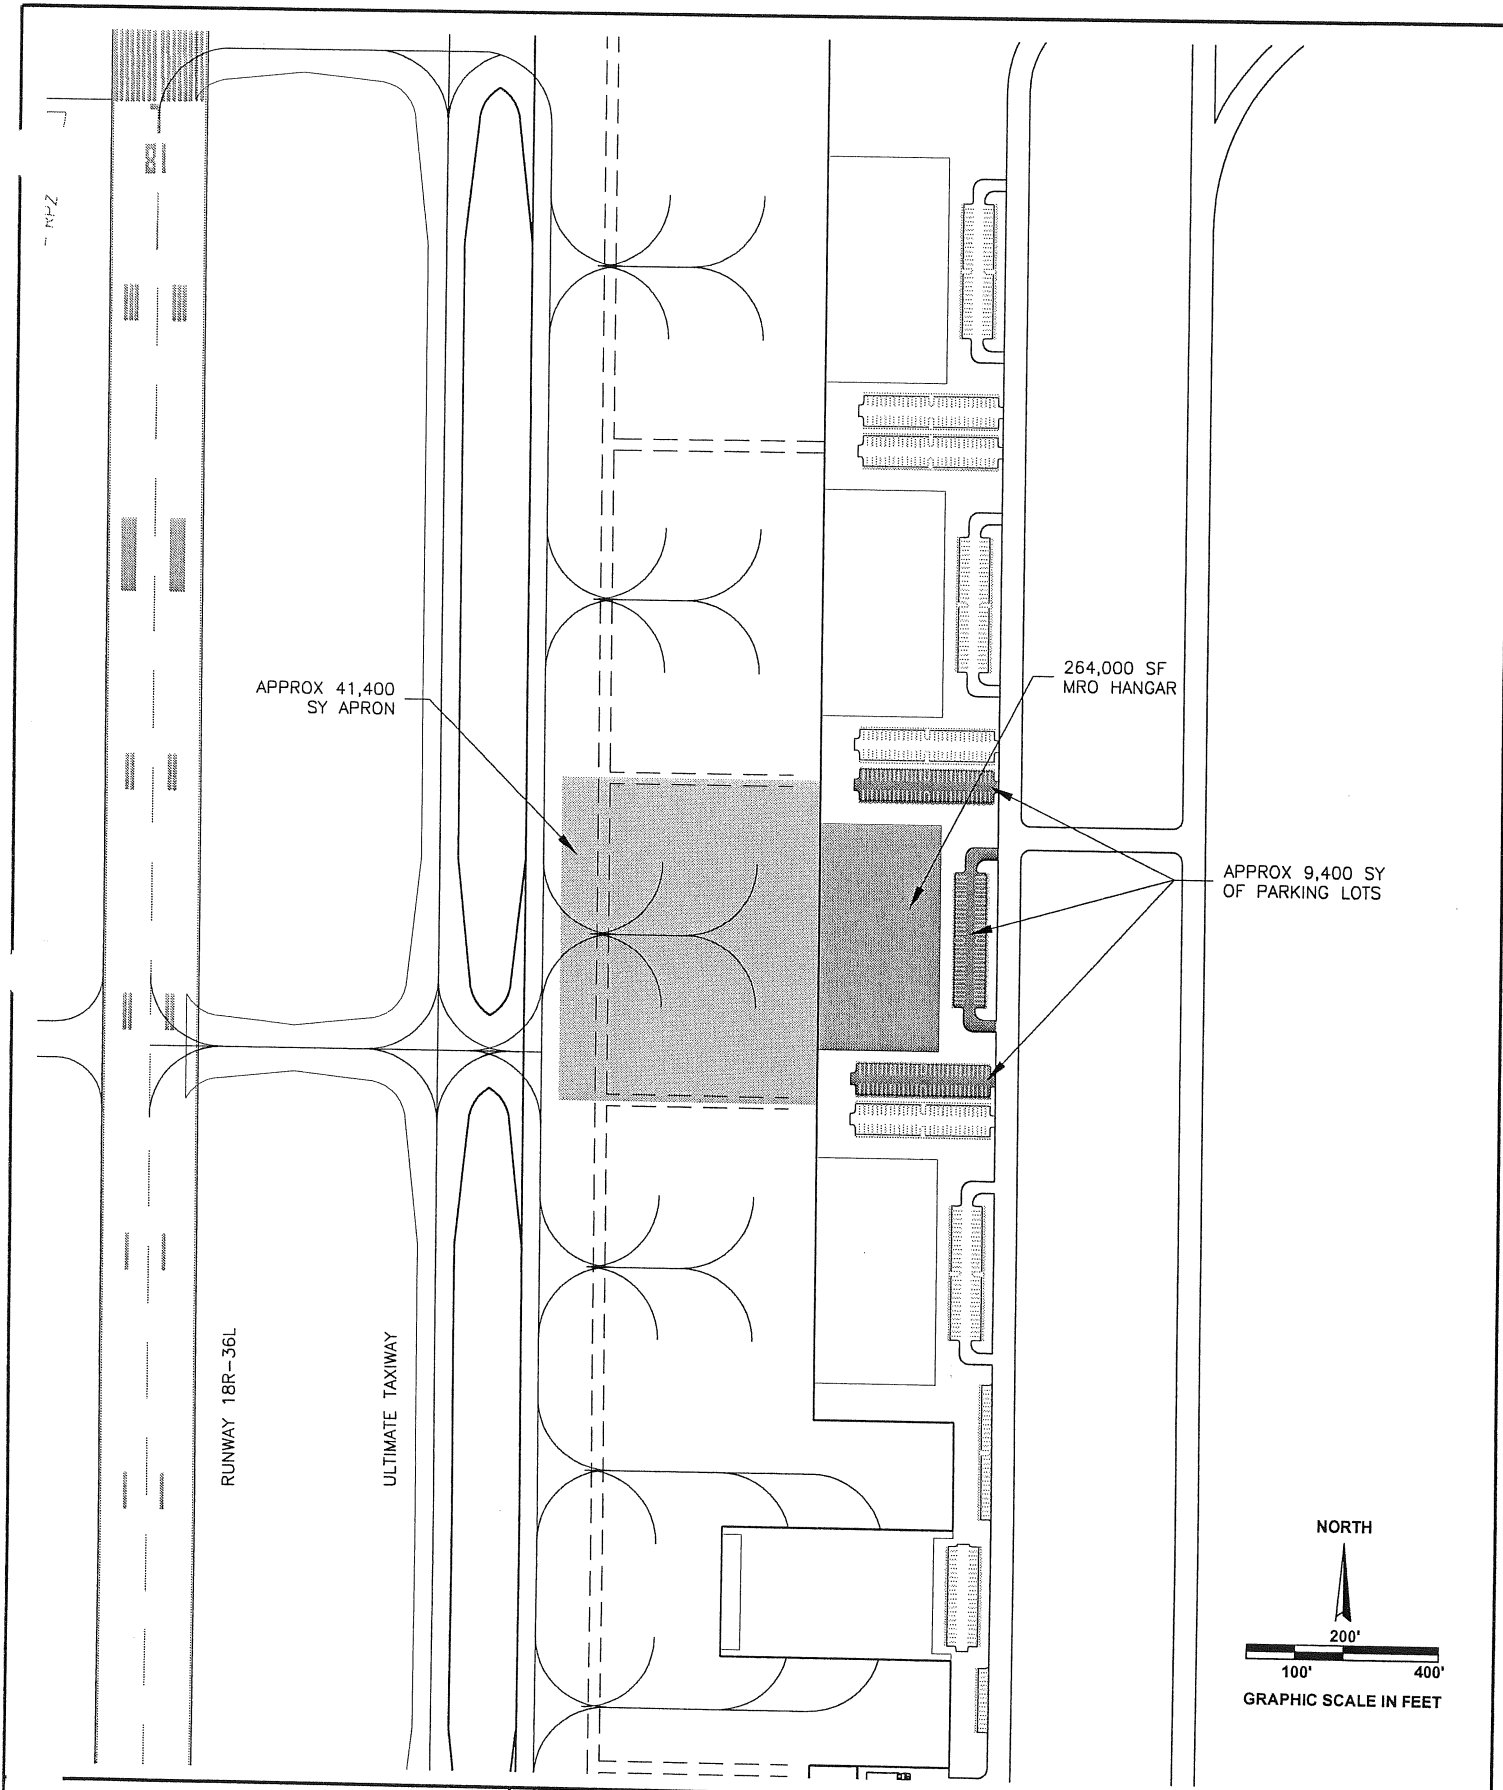 RPZ
264,000 SF
MRO HANGAR
APPROX 41,400
SY APRON
APPROX 9,400 SY
OF PARKING LOTS
RUNWAY 18R-36L
ULTIMATE TAXIWAY
NORTH
200'
100'
400'
GRAPHIC SCALE IN FEET